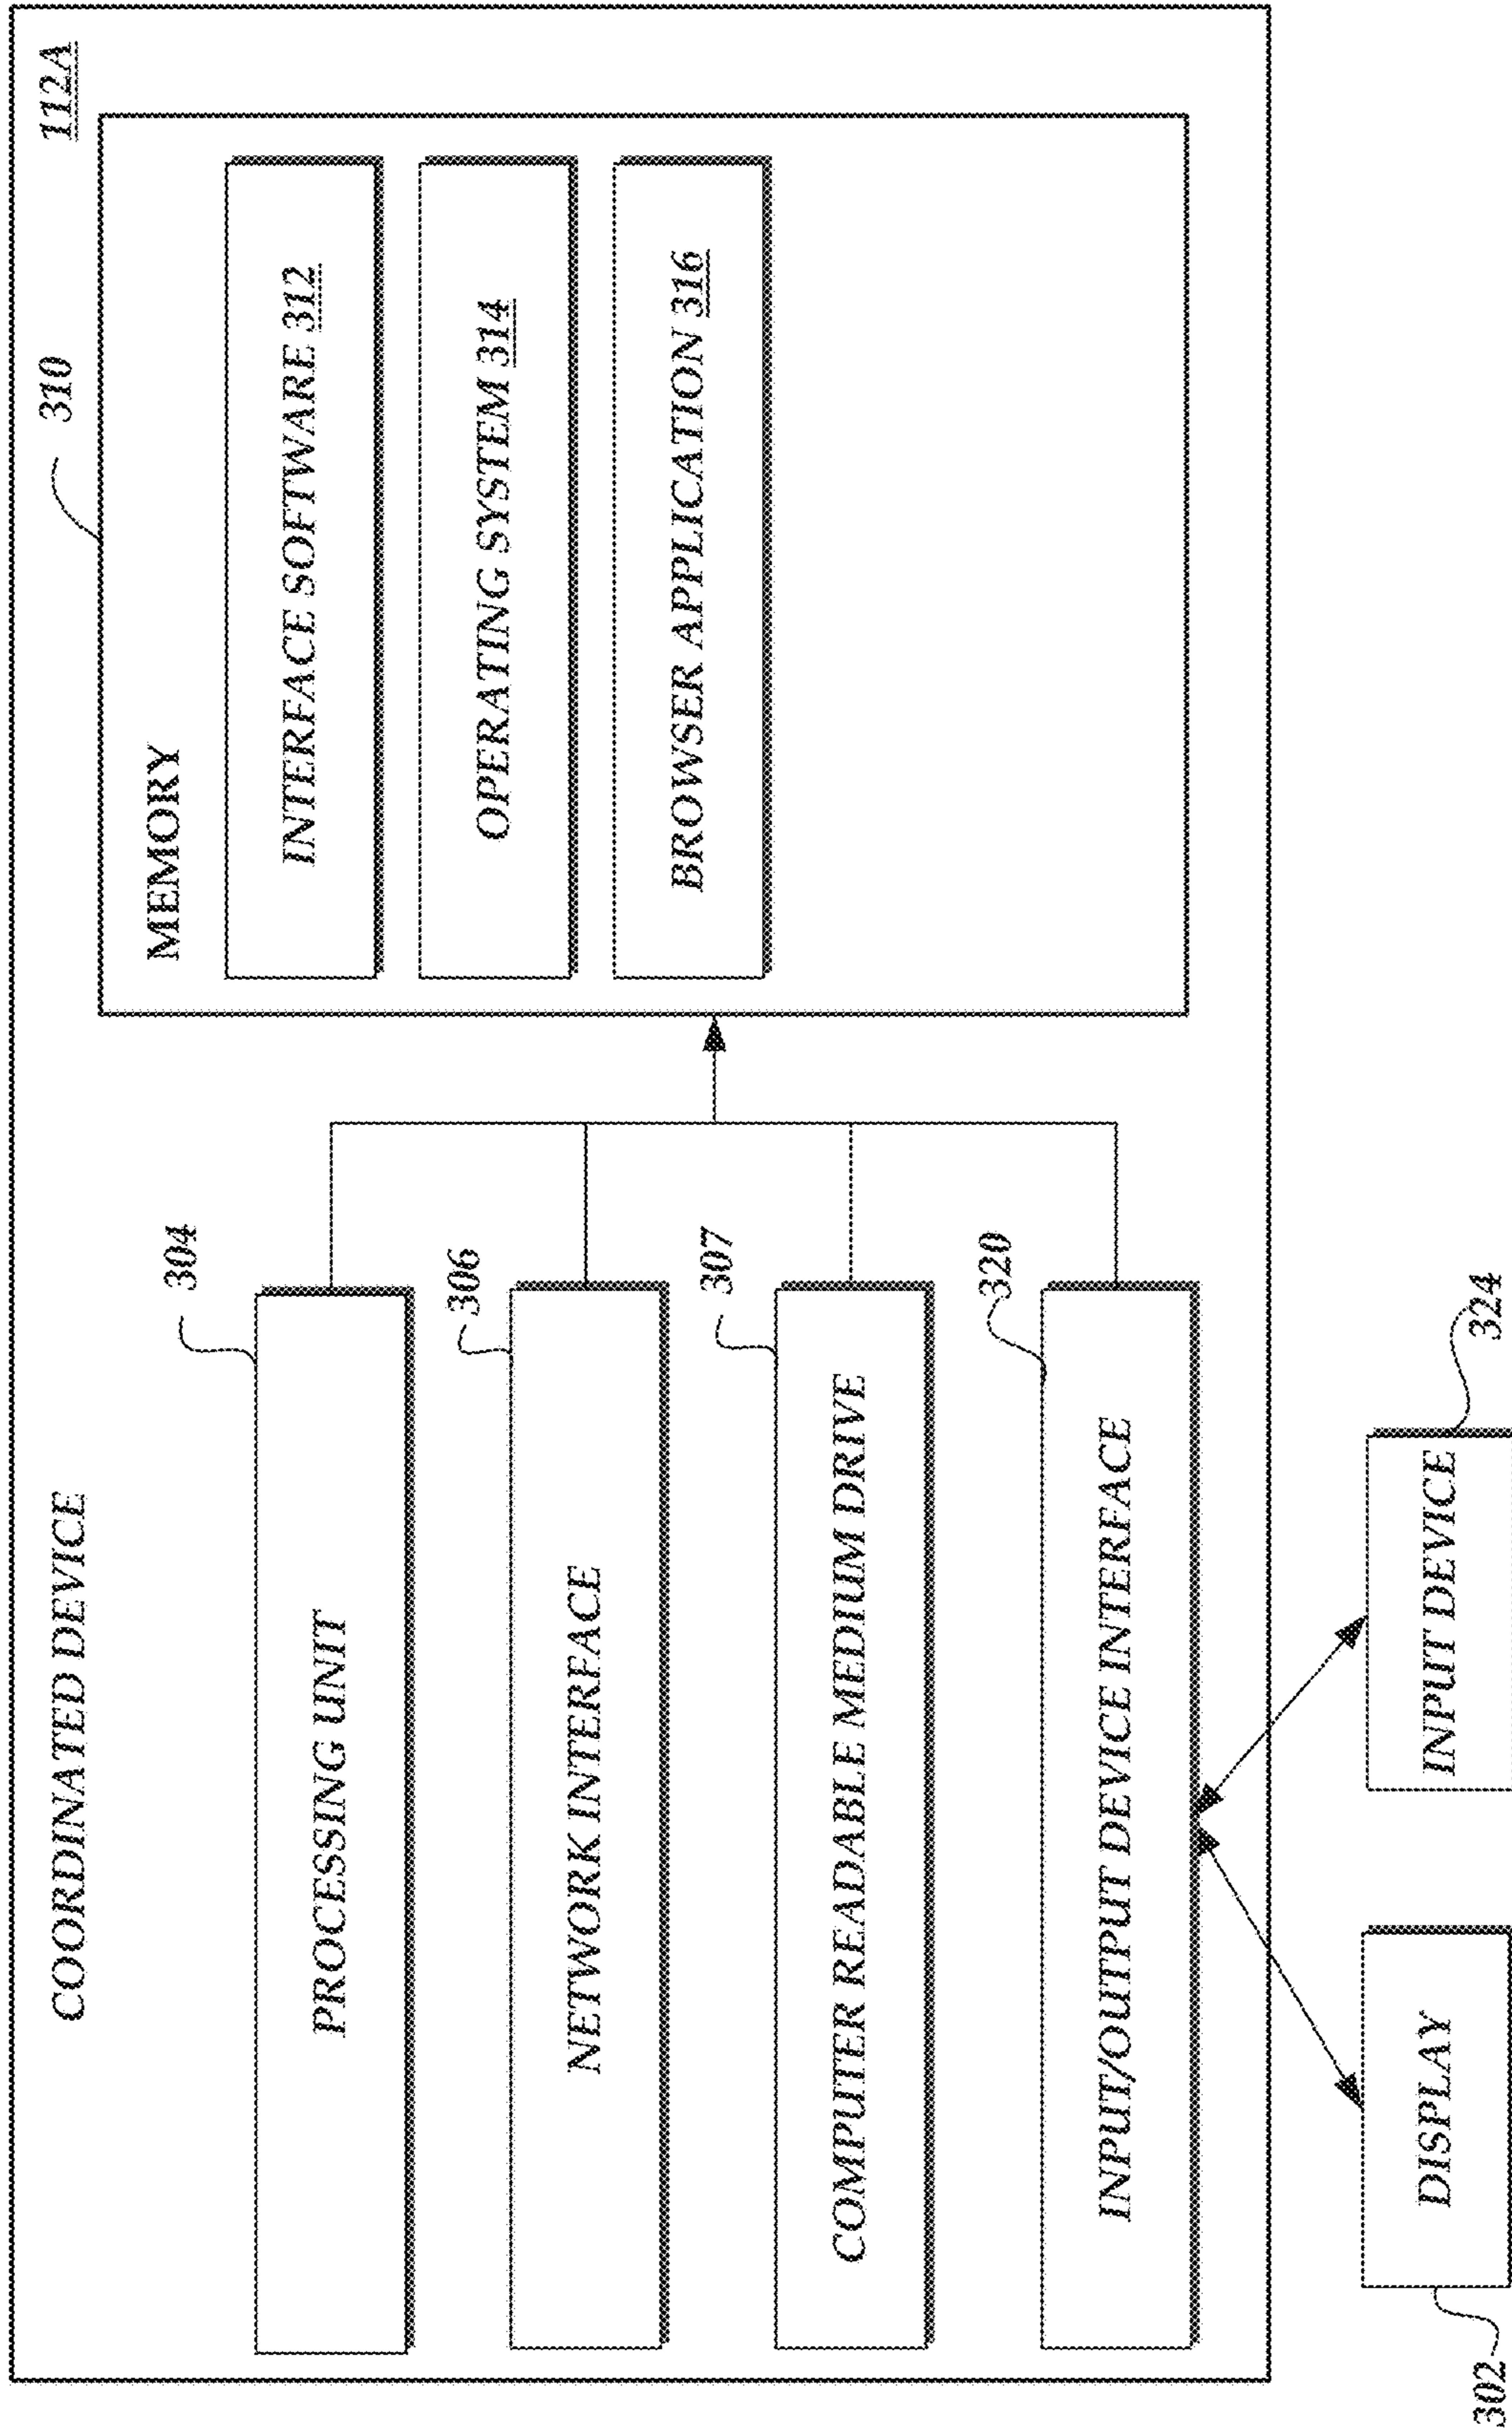 COORDINATED DEVICE
112A
310
MEMORY
304
PROCESSING UNIT
INTERFACE SOFTWARE 312
306
NETWORK INTERFACE
OPERATING SYSTEM 314
307
COMPUTER READABLE MEDIUM DRIVE
BROWSER APPLICATION 316
320
INPUT/OUTPUT DEVICE INTERFACE
302
DISPLAY
INPUT DEVICE
324